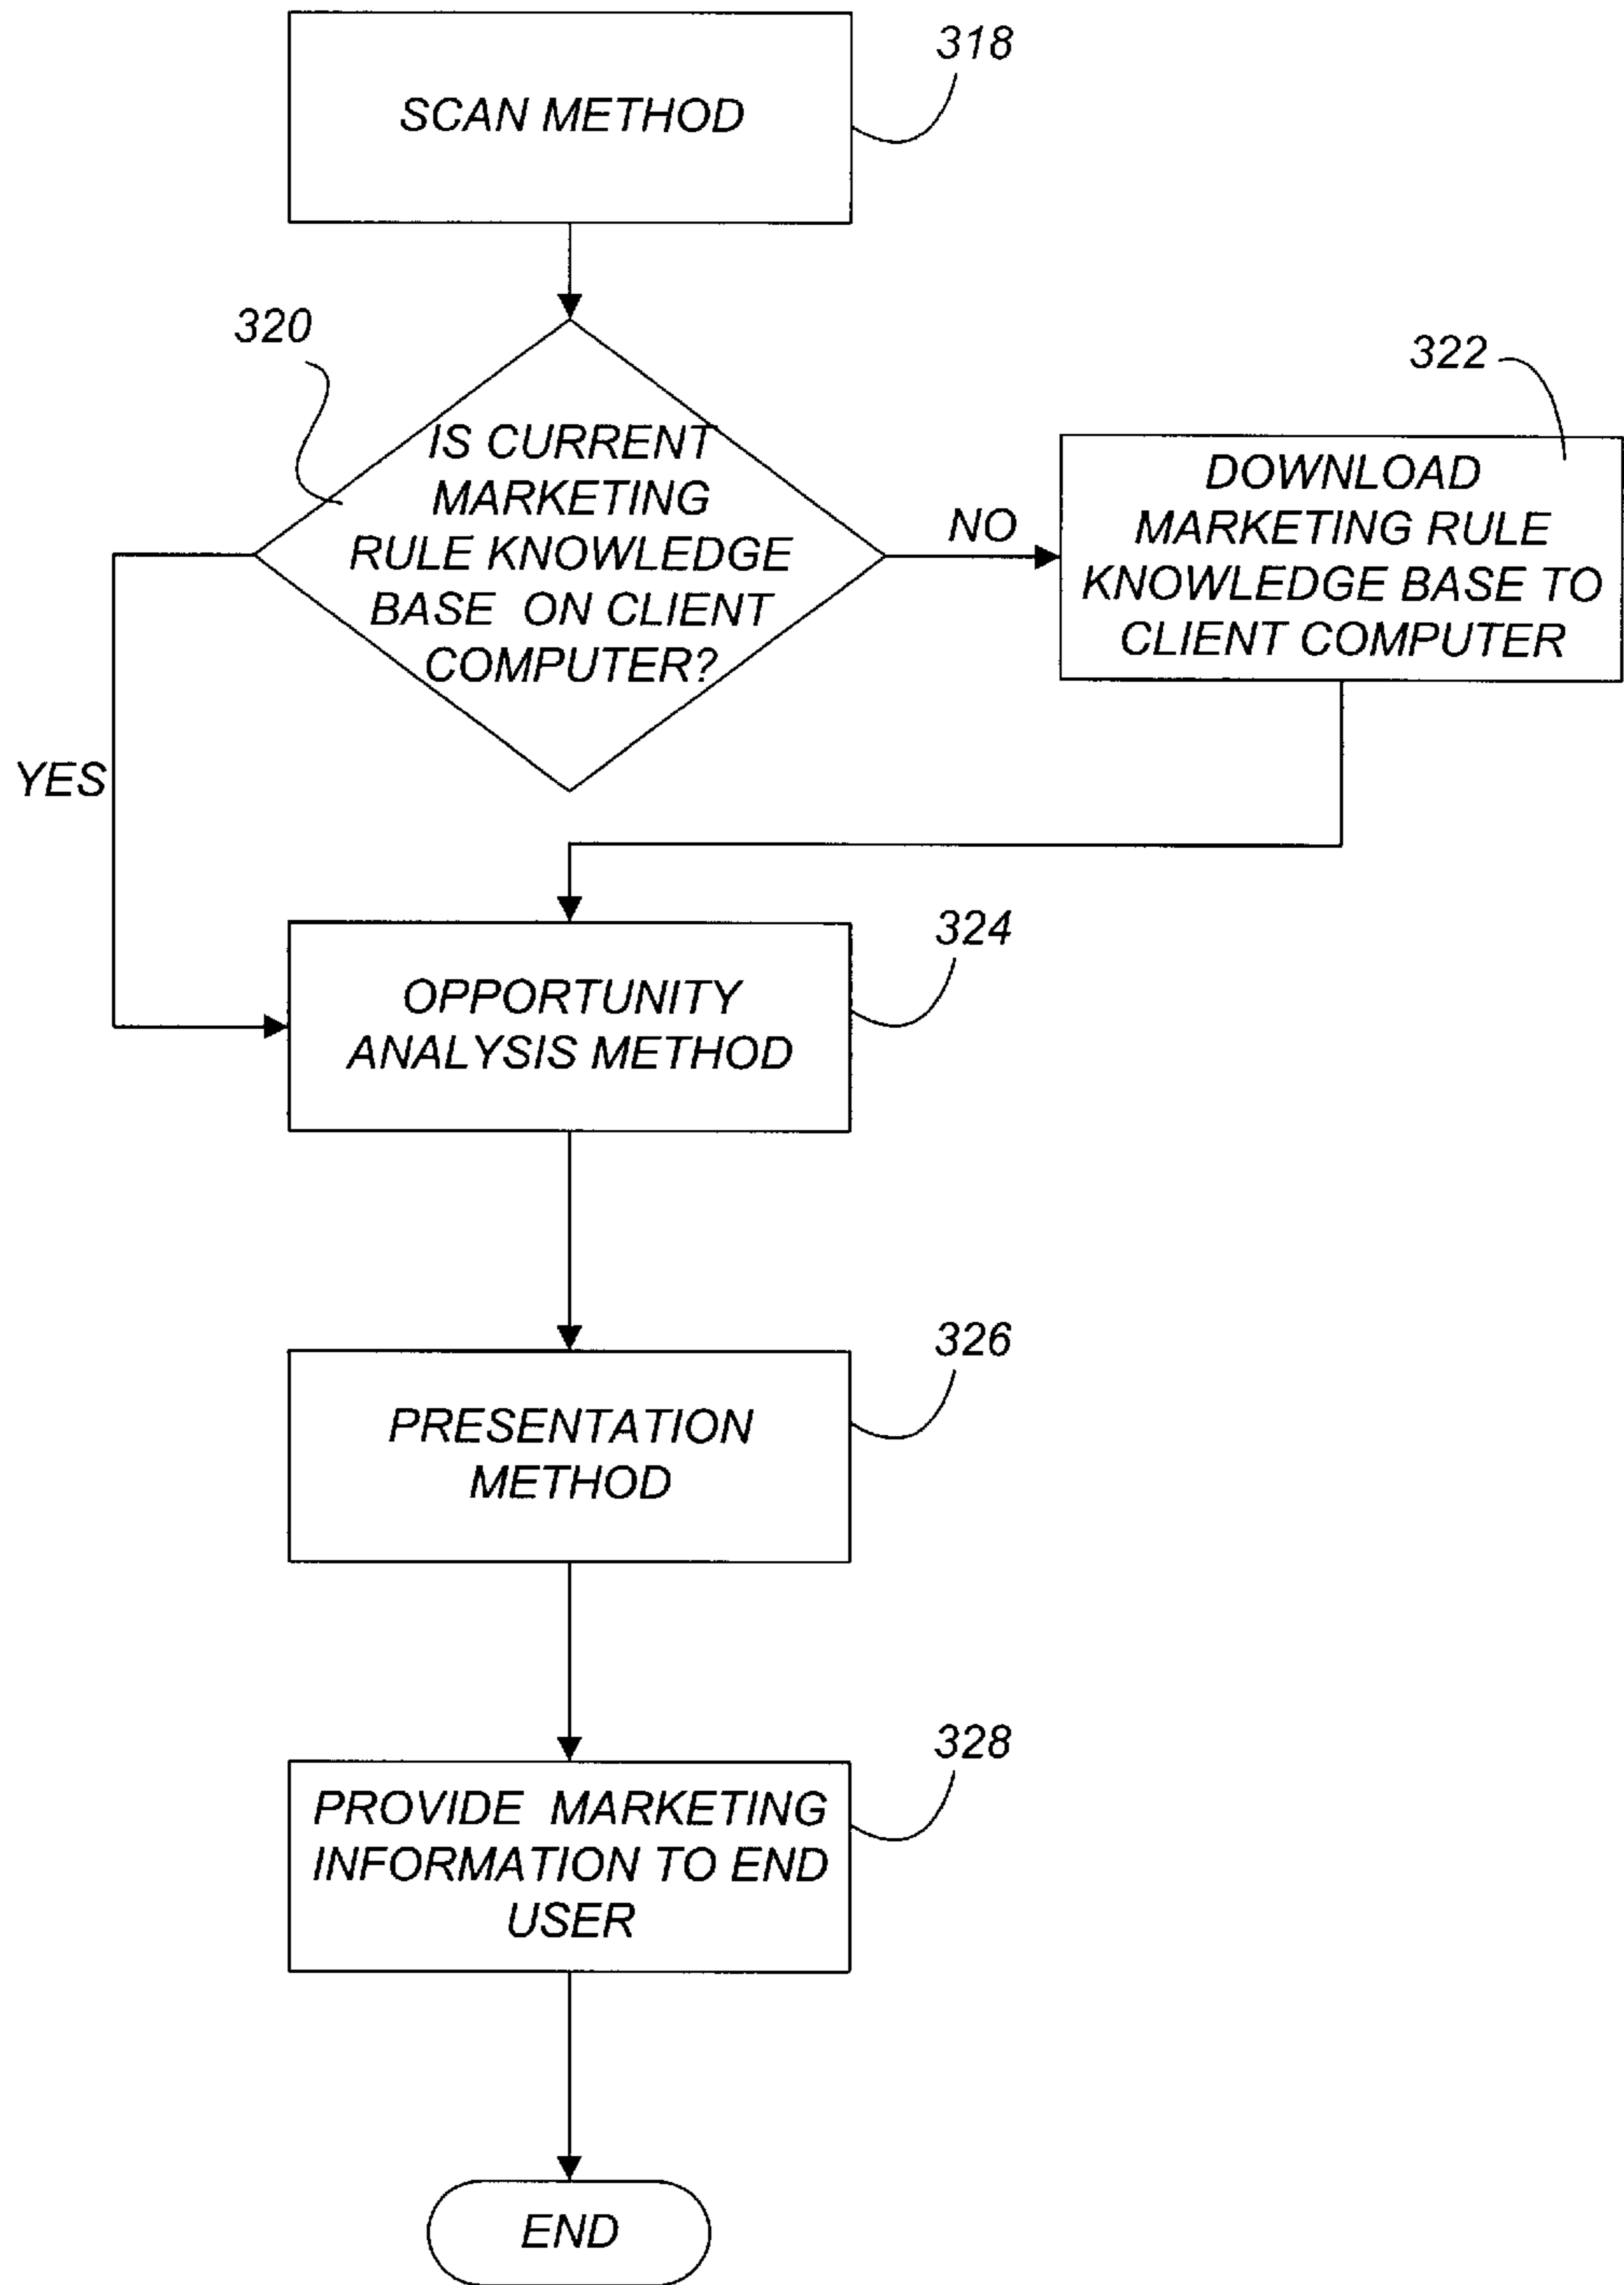 318
SCAN METHOD
320
322
IS CURRENT
MARKETING
RULE KNOWLEDGE
BASE ON CLIENT
COMPUTER?
NO
DOWNLOAD
MARKETING RULE
KNOWLEDGE BASE TO
CLIENT COMPUTER
YES
324
OPPORTUNITY
ANALYSIS METHOD
326
PRESENTATION
METHOD
328
PROVIDE MARKETING
INFORMATION TO END
USER
END